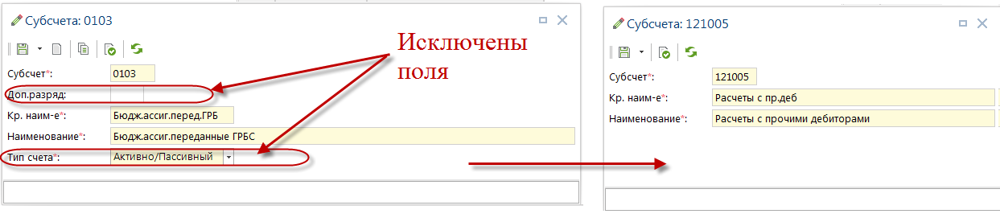 Субсчета: 0103
Исключены
поля
Субсчет*: 0103
Доп.разряд:
Кр. наим-е*: Бюдж.ассиг.перед.ГРБ
Наименование*: Бюдж.ассиг.переданные ГРБС
Тип счета*: Активно/Пассивный
Субсчета: 121005
Субсчет*: 121005
Кр. наим-е*: Расчеты с пр.деб
Наименование*: Расчеты с прочими дебиторами